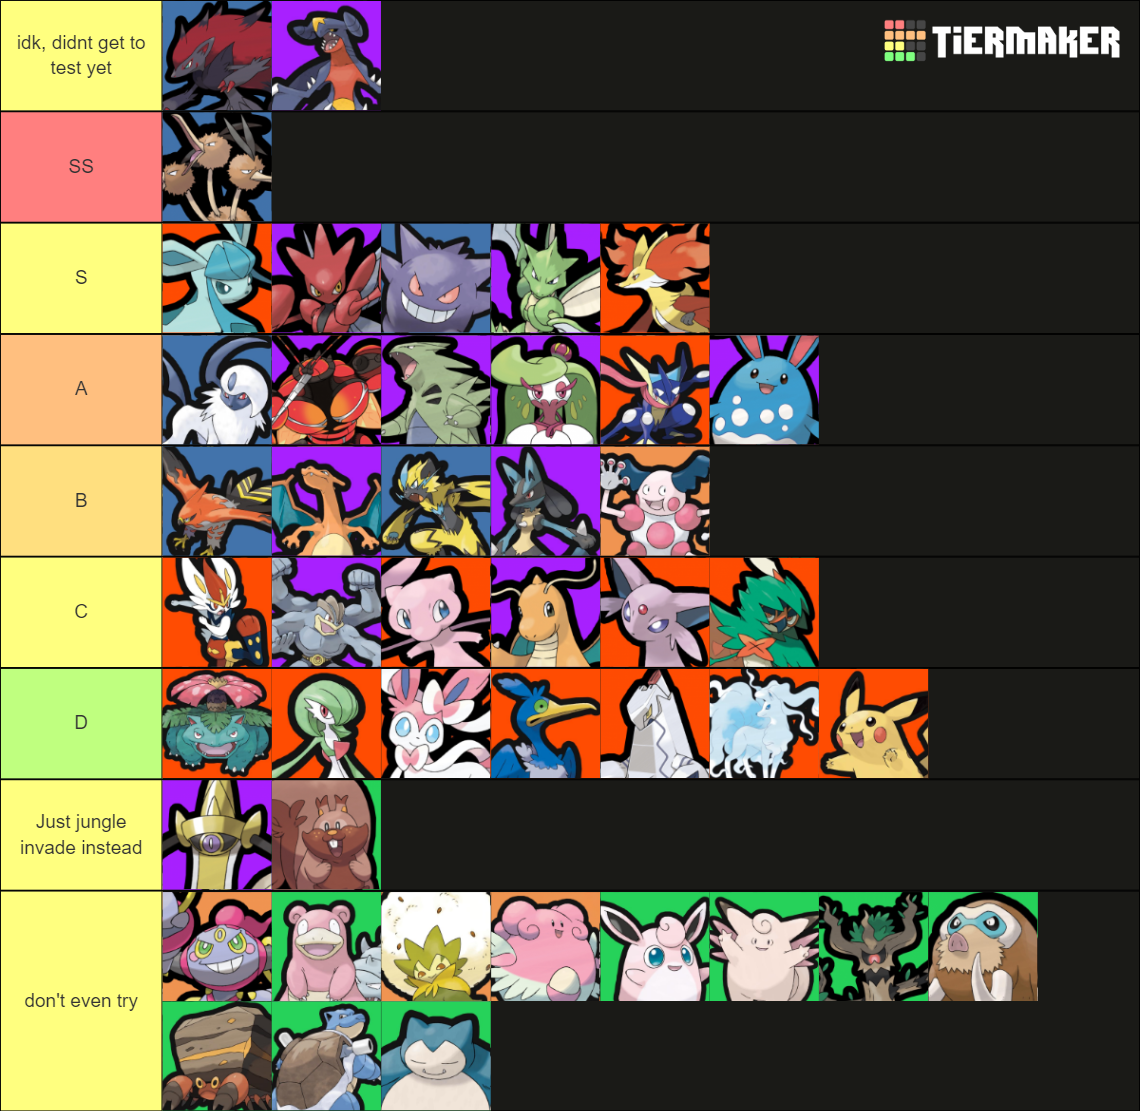 idk, didnt get to
test yet
TIERMAKER
SS
S
A
B
C
D
Just jungle
invade instead
don't even try